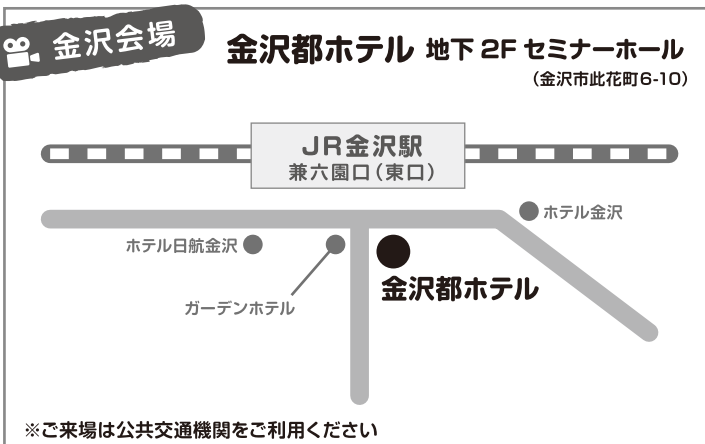 金沢会場
金沢都ホテル 地下2F セミナーホール
（金沢市此花町6-10）
JR金沢駅
兼六園口（東口）
ホテル金沢
ホテル日航金沢
金沢都ホテル
ガーデンホテル
※ご来場は公共交通機関をご利用ください